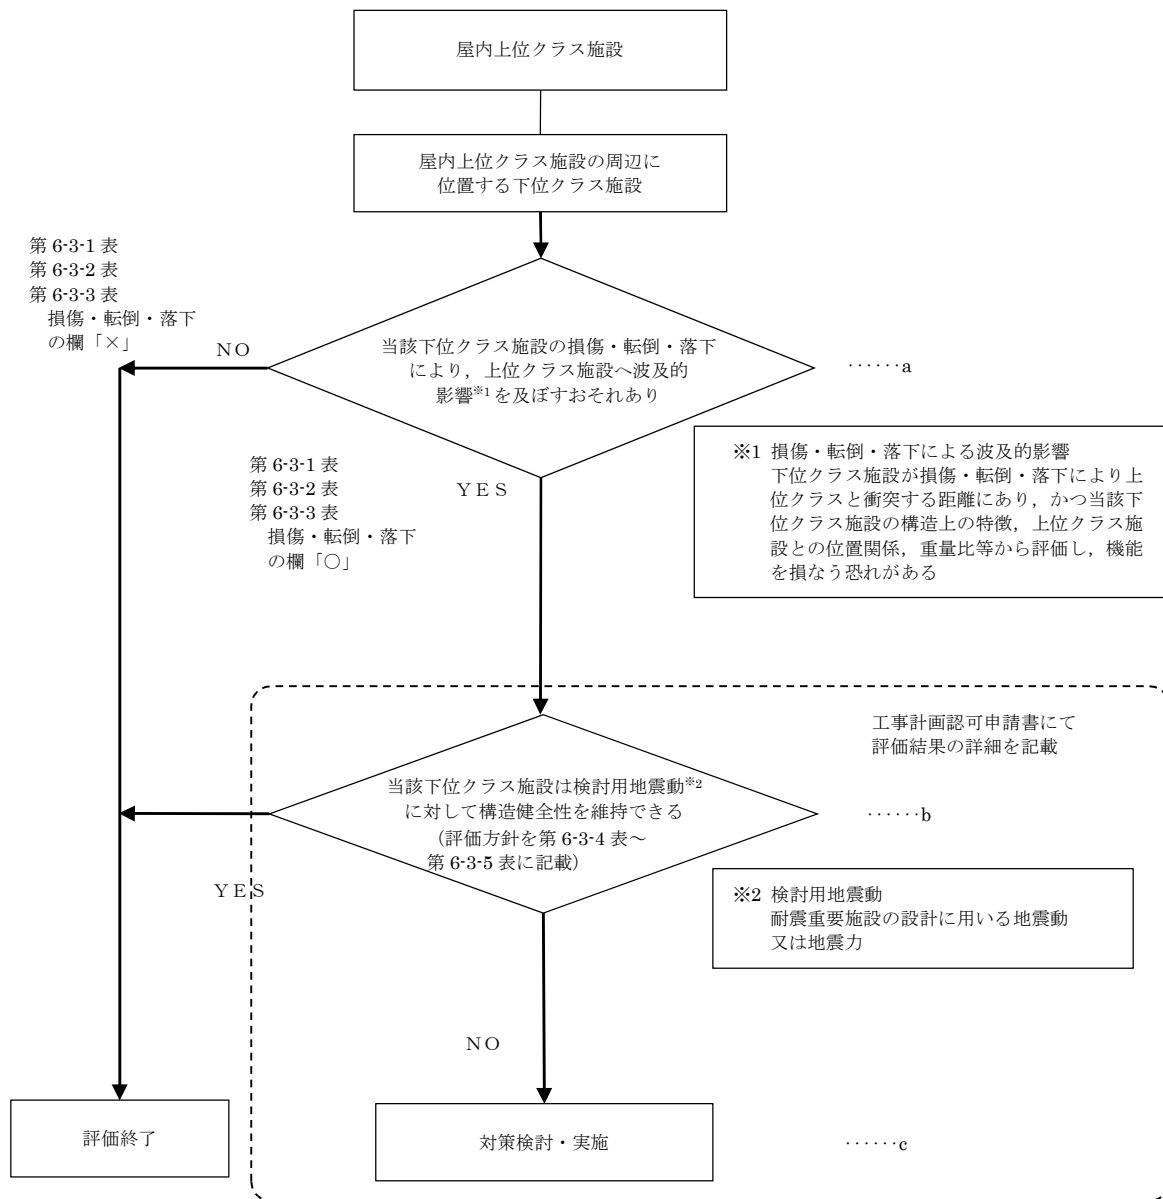 屋内上位クラス施設
屋内上位クラス施設の周辺に
位置する下位クラス施設
第 6-3-1 表
第 6-3-2 表
第 6-3-3 表
損傷・転倒・落下
の欄「×」
NO
当該下位クラス施設の損傷・転倒・落下
により，上位クラス施設へ波及的
影響※1 を及ぼすおそれあり
……a
※1 損傷・転倒・落下による波及的影響
下位クラス施設が損傷・転倒・落下により上
位クラスと衝突する距離にあり，かつ当該下
位クラス施設の構造上の特徴，上位クラス施
設との位置関係，重量比等から評価し，機能
を損なう恐れがある
第 6-3-1 表
第 6-3-2 表
第 6-3-3 表
損傷・転倒・落下
の欄「○」
YES
工事計画認可申請書にて
評価結果の詳細を記載
当該下位クラス施設は検討用地震動※2
に対して構造健全性を維持できる
（評価方針を第 6-3-4 表～
第 6-3-5 表に記載）
……b
YES
※2 検討用地震動
耐震重要施設の設計に用いる地震動
又は地震力
NO
評価終了
対策検討・実施
……c